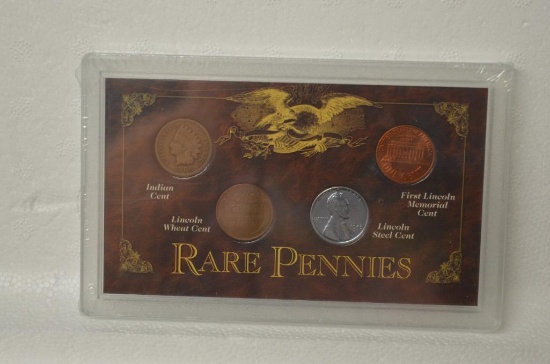 Indian
Cent
Lincoln
Wheat Cent
Lincoln
Steel Cent
First Lincoln
Memorial
Cent
RARE PENNIES